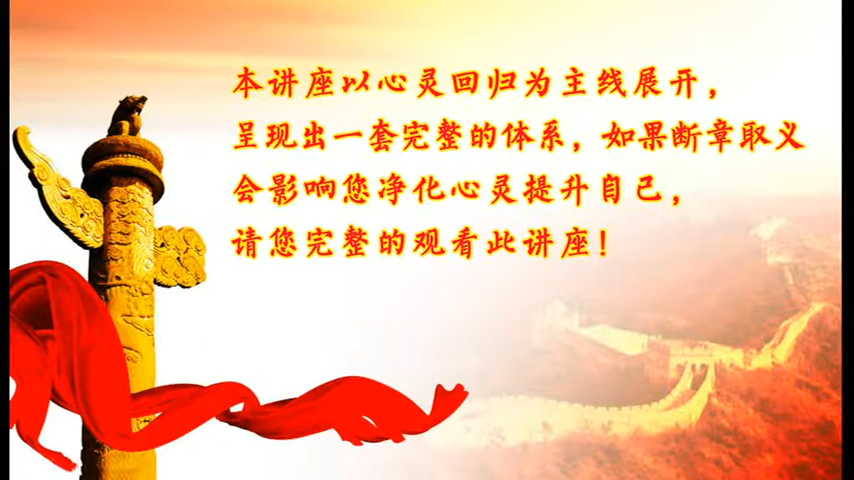 本讲座以心灵回归为主线展开，
呈现出一套完整的体系，如果断章取义
会影响您净化心灵提升自己，
请您完整的观看此讲座！